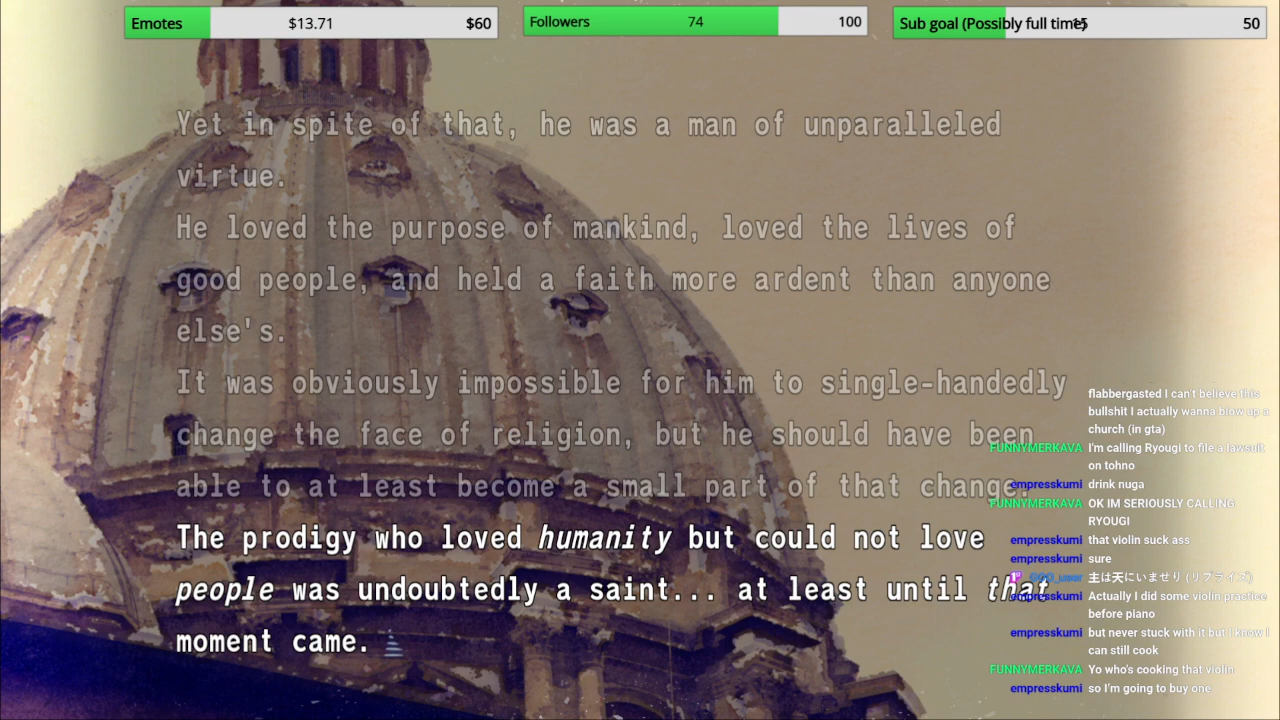 Emotes $13.71 $60
Followers 74 100
Sub goal (Possibly full time) 15 50
Yet in spite of that, he was a man of unparalleled
virtue.
He loved the purpose of mankind, loved the lives of
good people, and held a faith more ardent than anyone
else's.
It was obviously impossible for him to single-handedly
change the face of religion, but he should have been
able to at least become a small part of that change.
The prodigy who loved humanity but could not love
people was undoubtedly a saint... at least until that
moment came.
flabbergasted I can't believe this
bullshit I actually wanna blow up a
church (in gta)
FUNNYMERKAVA I'm calling Ryougi to file a lawsuit
on tohno
empresskumi drink nuga
FUNNYMERKAVA OK IM SERIOUSLY CALLING
RYOUGI
empresskumi that violin suck ass
empresskumi sure
主は天にいませり (リプライズ)
empresskumi Actually I did some violin practice
before piano
empresskumi but never stuck with it but I know I
can still cook
FUNNYMERKAVA Yo who's cooking that violin
empresskumi so I'm going to buy one